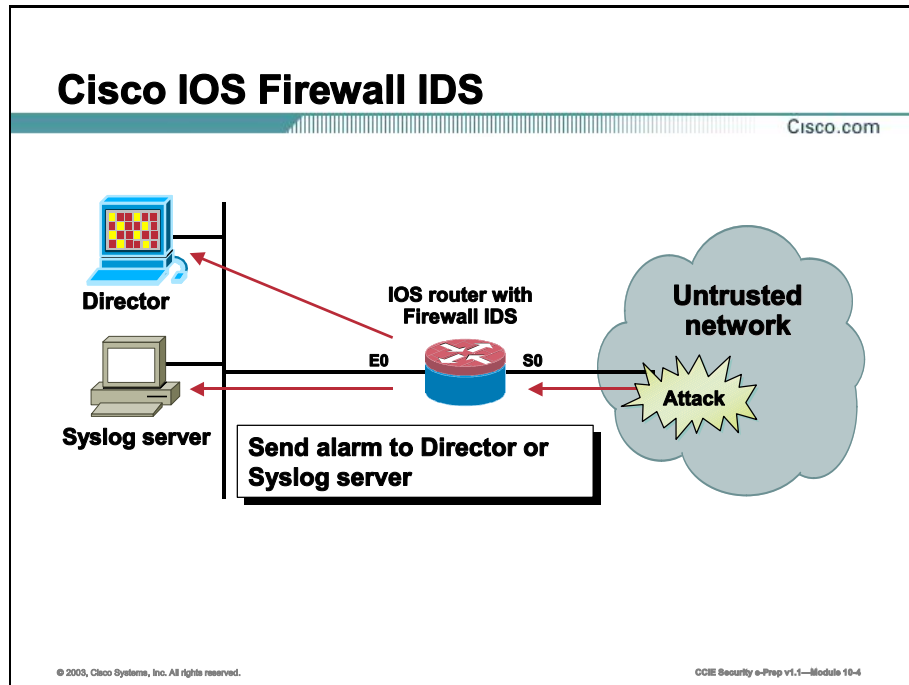 Cisco IOS Firewall IDS
Cisco.com
Director
IOS router with
Firewall IDS
Untrusted
network
E0
S0
Attack
Syslog server
Send alarm to Director or
Syslog server
© 2003, Cisco Systems, Inc. All rights reserved.
CCIE Security e-Prep v1.1—Module 10-4